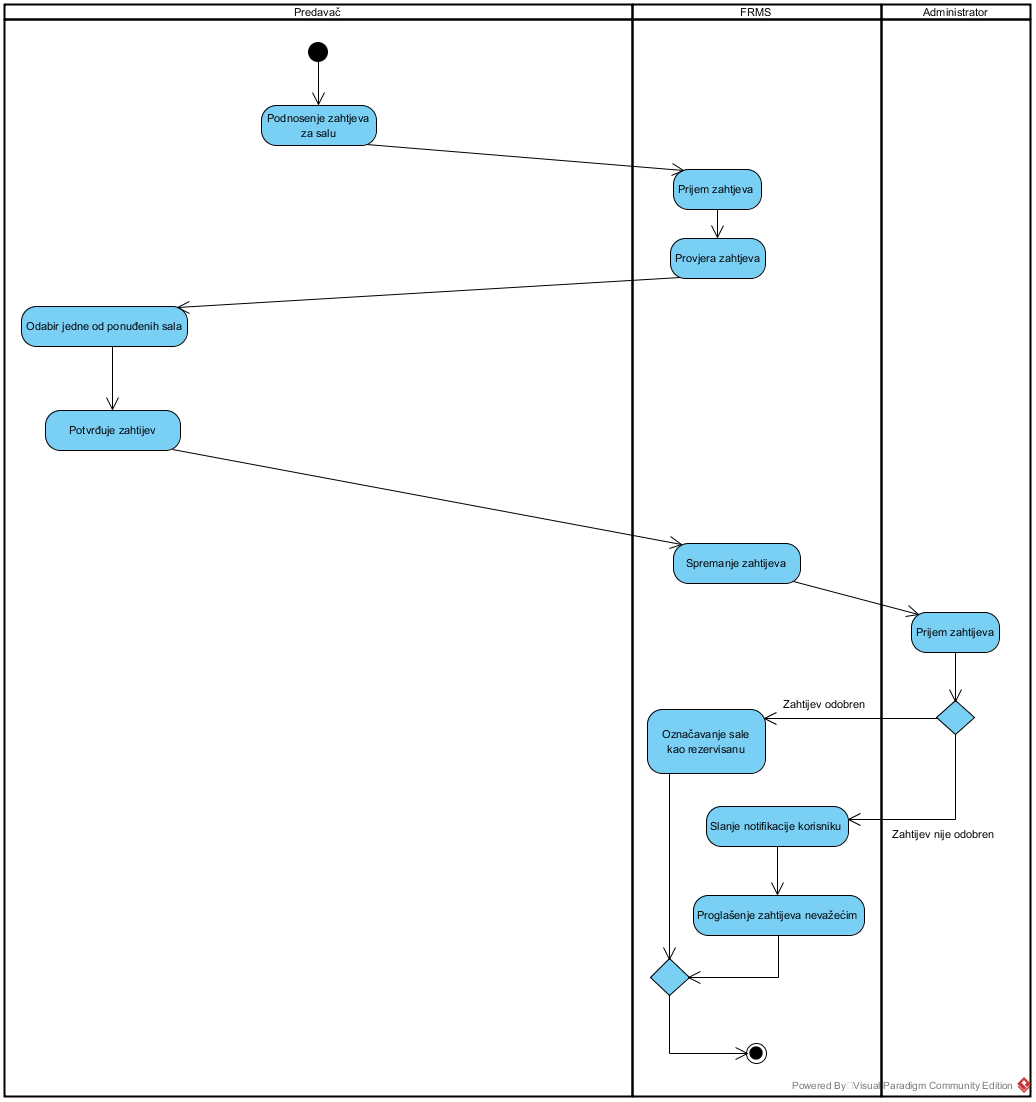 Predavač
FRMS
Administrator
Podnosenje zahtjeva
za salu
Prijem zahtjeva
Provjera zahtjeva
Odabir jedne od ponuđenih sala
Potvrđuje zahtijev
Spremanje zahtijeva
Prijem zahtijeva
Zahtijev odobren
Označavanje sale
kao rezervisanu
Slanje notifikacije korisniku
Zahtijev nije odobren
Proglašenje zahtijeva nevažećim
Powered By Visual Paradigm Community Edition